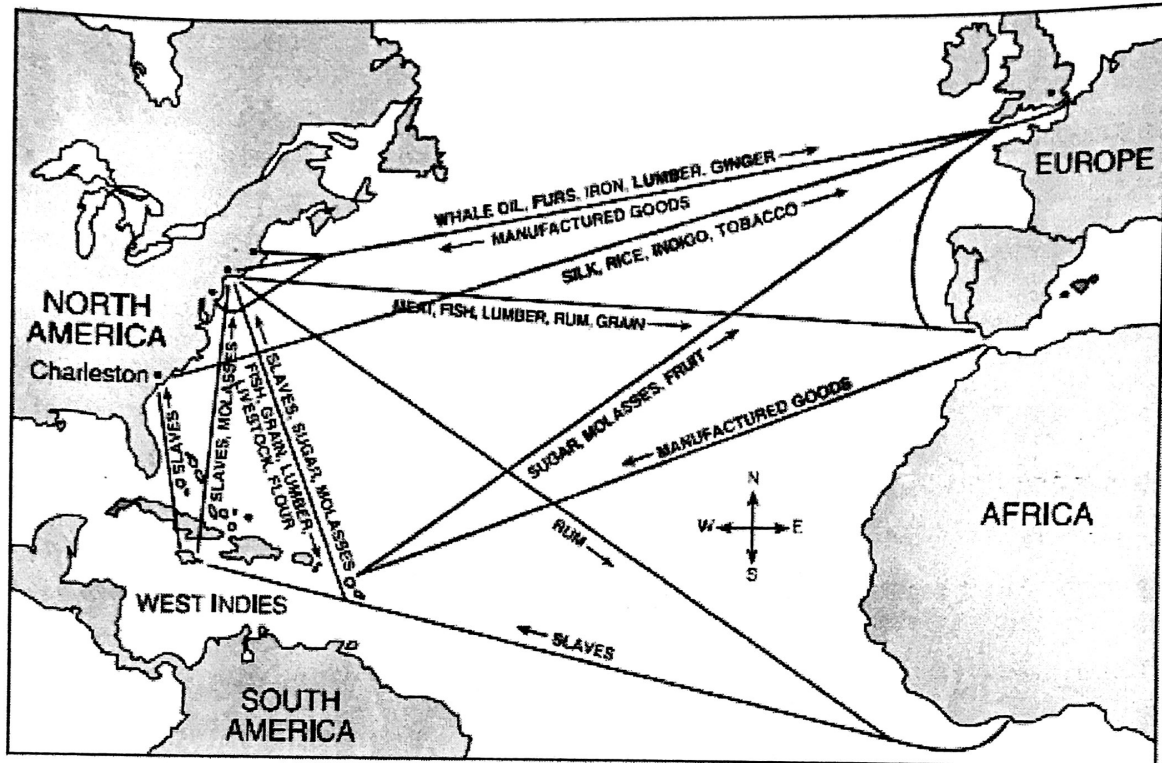 WHALE OIL, FURS, IRON, LUMBER, GINGER
MANUFACTURED GOODS
SILK, RICE, INDIGO, TOBACCO
EUROPE
NORTH
AMERICA
MEAT, FISH, LUMBER, RUM, GRAIN
Charleston
SLAVES
SLAVES, MOLASSES
SLAVES, SUGAR, MOLASSES
FISH, GRAIN, LUMBER,
LIVESTOCK, FLOUR
SUGAR, MOLASSES, FRUIT
MANUFACTURED GOODS
RUM
N
W
E
S
AFRICA
WEST INDIES
SLAVES
SOUTH
AMERICA